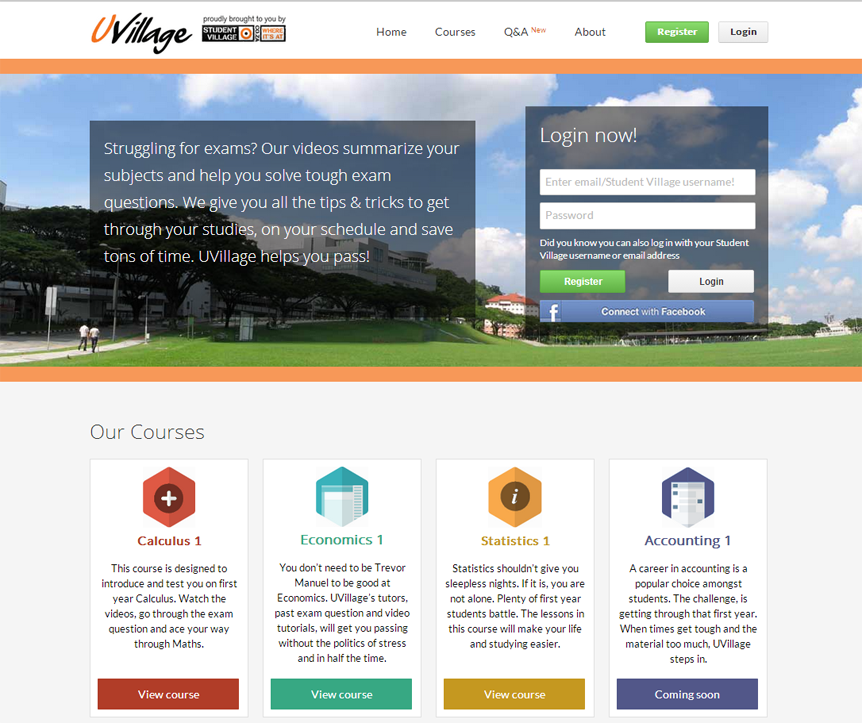 UVillage
proudly brought to you by
STUDENT VILLAGE .CO.ZA WHERE IT'S AT
Home Courses Q&A New About Register Login
Struggling for exams? Our videos summarize your
subjects and help you solve tough exam
questions. We give you all the tips & tricks to get
through your studies, on your schedule and save
tons of time. UVillage helps you pass!
Login now!
Enter email/Student Village username!
Password
Did you know you can also log in with your Student
Village username or email address
Register Login
f Connect with Facebook
Our Courses
Calculus 1
This course is designed to
introduce and test you on first
year Calculus. Watch the
videos, go through the exam
question and ace your way
through Maths.
View course
Economics 1
You don't need to be Trevor
Manuel to be good at
Economics. UVillage's tutors,
past exam question and video
tutorials, will get you passing
without the politics of stress
and in half the time.
View course
i
Statistics 1
Statistics shouldn't give you
sleepless nights. If it is, you are
not alone. Plenty of first year
students battle. The lessons in
this course will make your life
and studying easier.
View course
Accounting 1
A career in accounting is a
popular choice amongst
students. The challenge, is
getting through that first year.
When times get tough and the
material too much, UVillage
steps in.
Coming soon